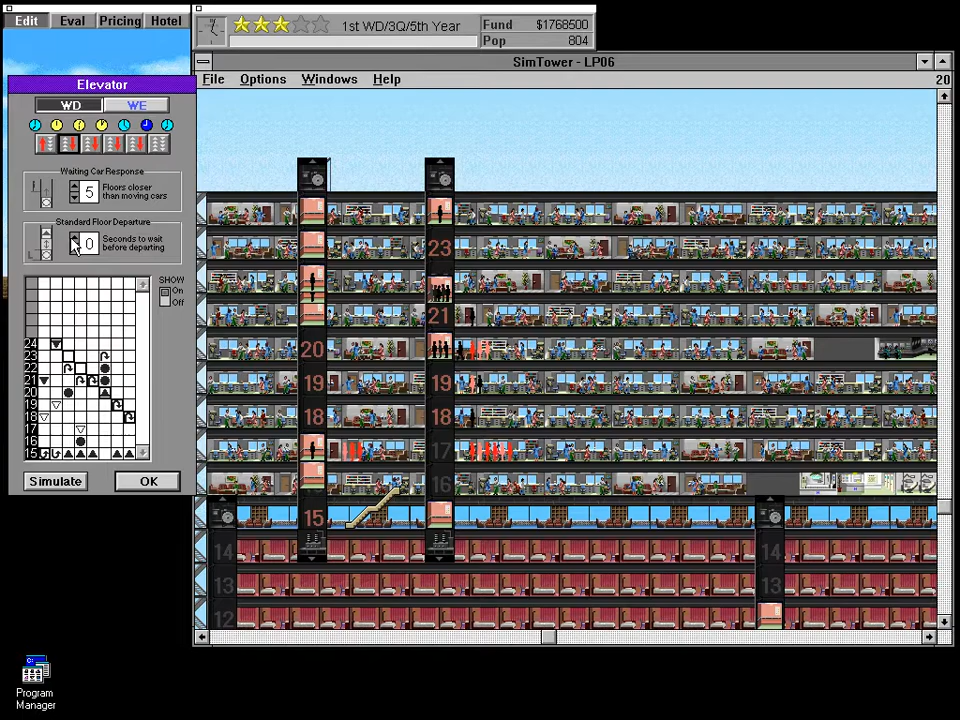 Edit Eval Pricing Hotel
1st WD/3Q/5th Year
Fund $1768500
Pop 804
SimTower - LP06
File Options Windows Help
20
Elevator
WD WE
Waiting Car Response
5 Floors closer
than moving cars
Standard Floor Departure
0 Seconds to wait
before departing
SHOW
On
Off
24
23
22
21
20
19
18
17
16
15
Simulate OK
23
21
20
19 19
18 18
17
16
15
14 14
13 13
12
Program
Manager